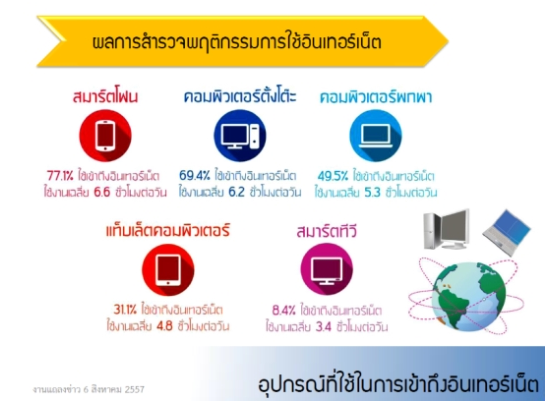 ผลการสำรวจพฤติกรรมการใช้อินเทอร์เน็ต
สมาร์ตโฟน
77.1% ใช้เข้าถึงอินเทอร์เน็ต
ใช้งานเฉลี่ย 6.6 ชั่วโมงต่อวัน
คอมพิวเตอร์ตั้งโต๊ะ
69.4% ใช้เข้าถึงอินเทอร์เน็ต
ใช้งานเฉลี่ย 6.2 ชั่วโมงต่อวัน
คอมพิวเตอร์พกพา
49.5% ใช้เข้าถึงอินเทอร์เน็ต
ใช้งานเฉลี่ย 5.3 ชั่วโมงต่อวัน
แท็บเล็ตคอมพิวเตอร์
31.1% ใช้เข้าถึงอินเทอร์เน็ต
ใช้งานเฉลี่ย 4.8 ชั่วโมงต่อวัน
สมาร์ตทีวี
8.4% ใช้เข้าถึงอินเทอร์เน็ต
ใช้งานเฉลี่ย 3.4 ชั่วโมงต่อวัน
งานแถลงข่าว 6 สิงหาคม 2557
อุปกรณ์ที่ใช้ในการเข้าถึงอินเทอร์เน็ต